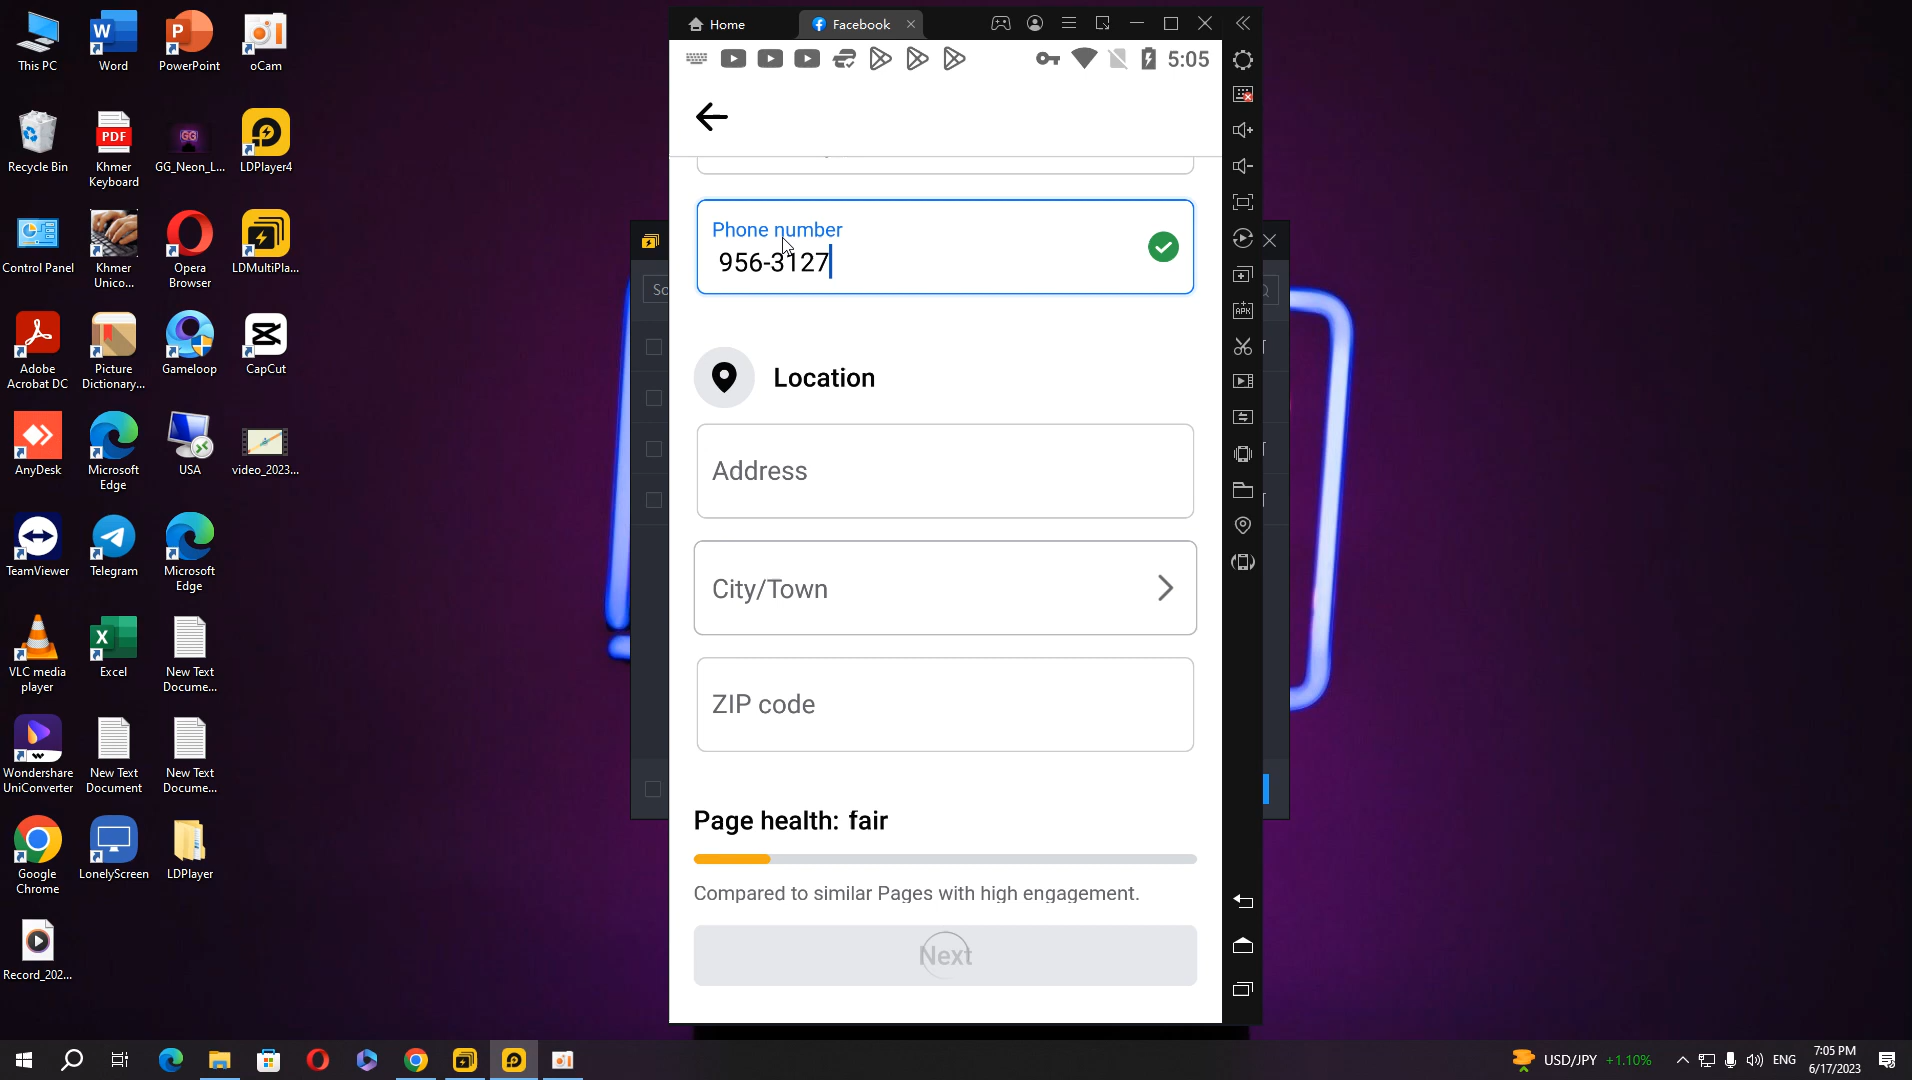 This PC
Word
PowerPoint
oCam
Recycle Bin
PDF
Khmer
Keyboard
GG
GG_Neon_L...
LDPlayer4
Control Panel
Khmer
Unico...
Opera
Browser
LDMultiPla...
Adobe
Acrobat DC
Picture
Dictionary...
Gameloop
CapCut
AnyDesk
Microsoft
Edge
USA
video_2023...
TeamViewer
Telegram
Microsoft
Edge
VLC media
player
Excel
New Text
Docume...
Wondershare
UniConverter
New Text
Document
New Text
Docume...
Google
Chrome
LonelyScreen
LDPlayer
Record_202...
Home
Facebook
5:05
Phone number
956-3127
Location
Address
City/Town
ZIP code
Page health: fair
Compared to similar Pages with high engagement.
Next
USD/JPY +1.10%
ENG
7:05 PM
6/17/2023